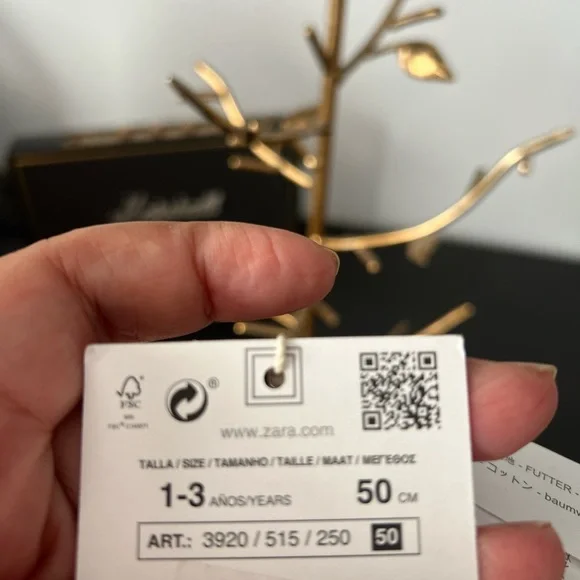 Marshall
FSC
www.zara.com
TALLA / SIZE / TAMANHO / TAILLE / MAAT / ΜΕΓΕΘΟΣ
1-3 AÑOS/YEARS 50 CM
ART.: 3920 / 515 / 250 50
- FUTTER -
コットン - baumw